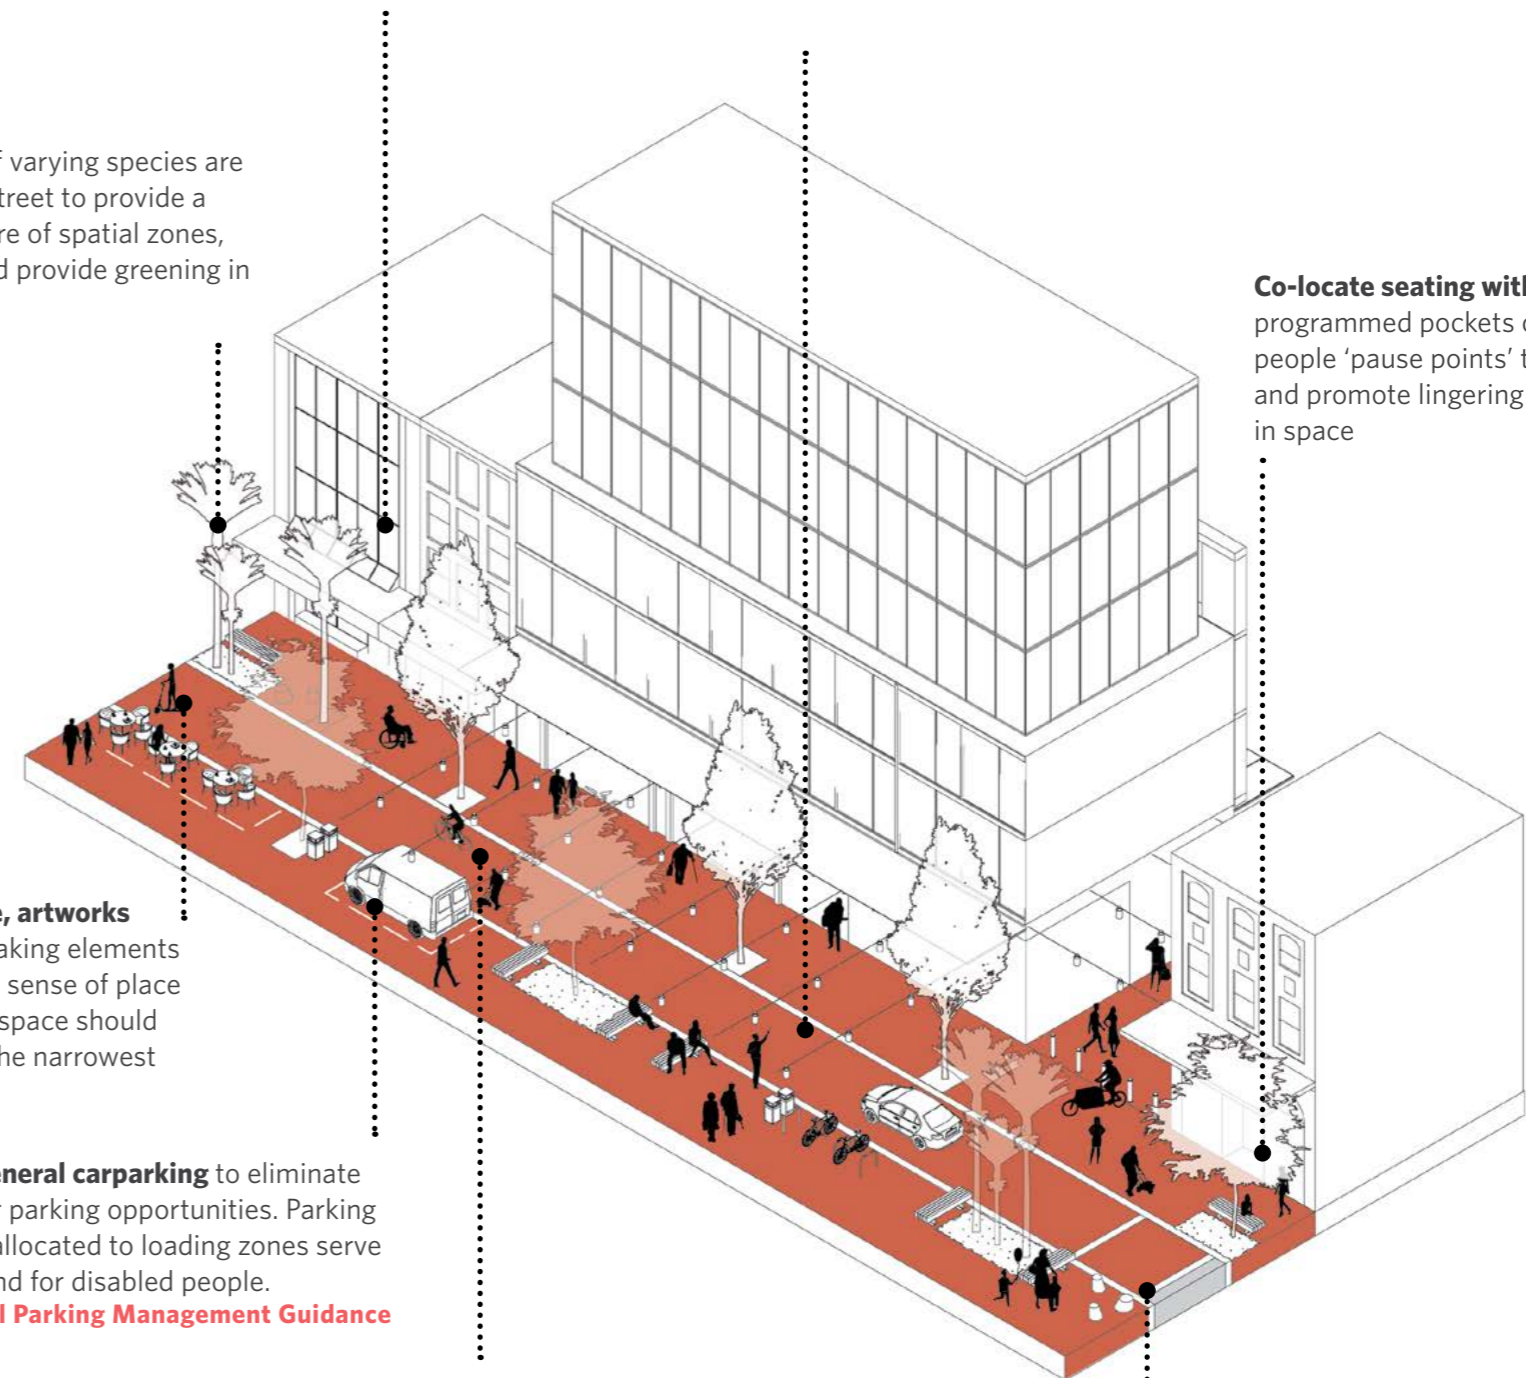 varying species are
treet to provide a
re of spatial zones,
d provide greening in
Co-locate seating with
programmed pockets
people ‘pause points’
and promote lingering
in space
e, artworks
aking elements
sense of place
space should
he narrowest
eneral carparking to eliminate
r parking opportunities. Parking
allocated to loading zones serve
nd for disabled people.
l Parking Management Guidance